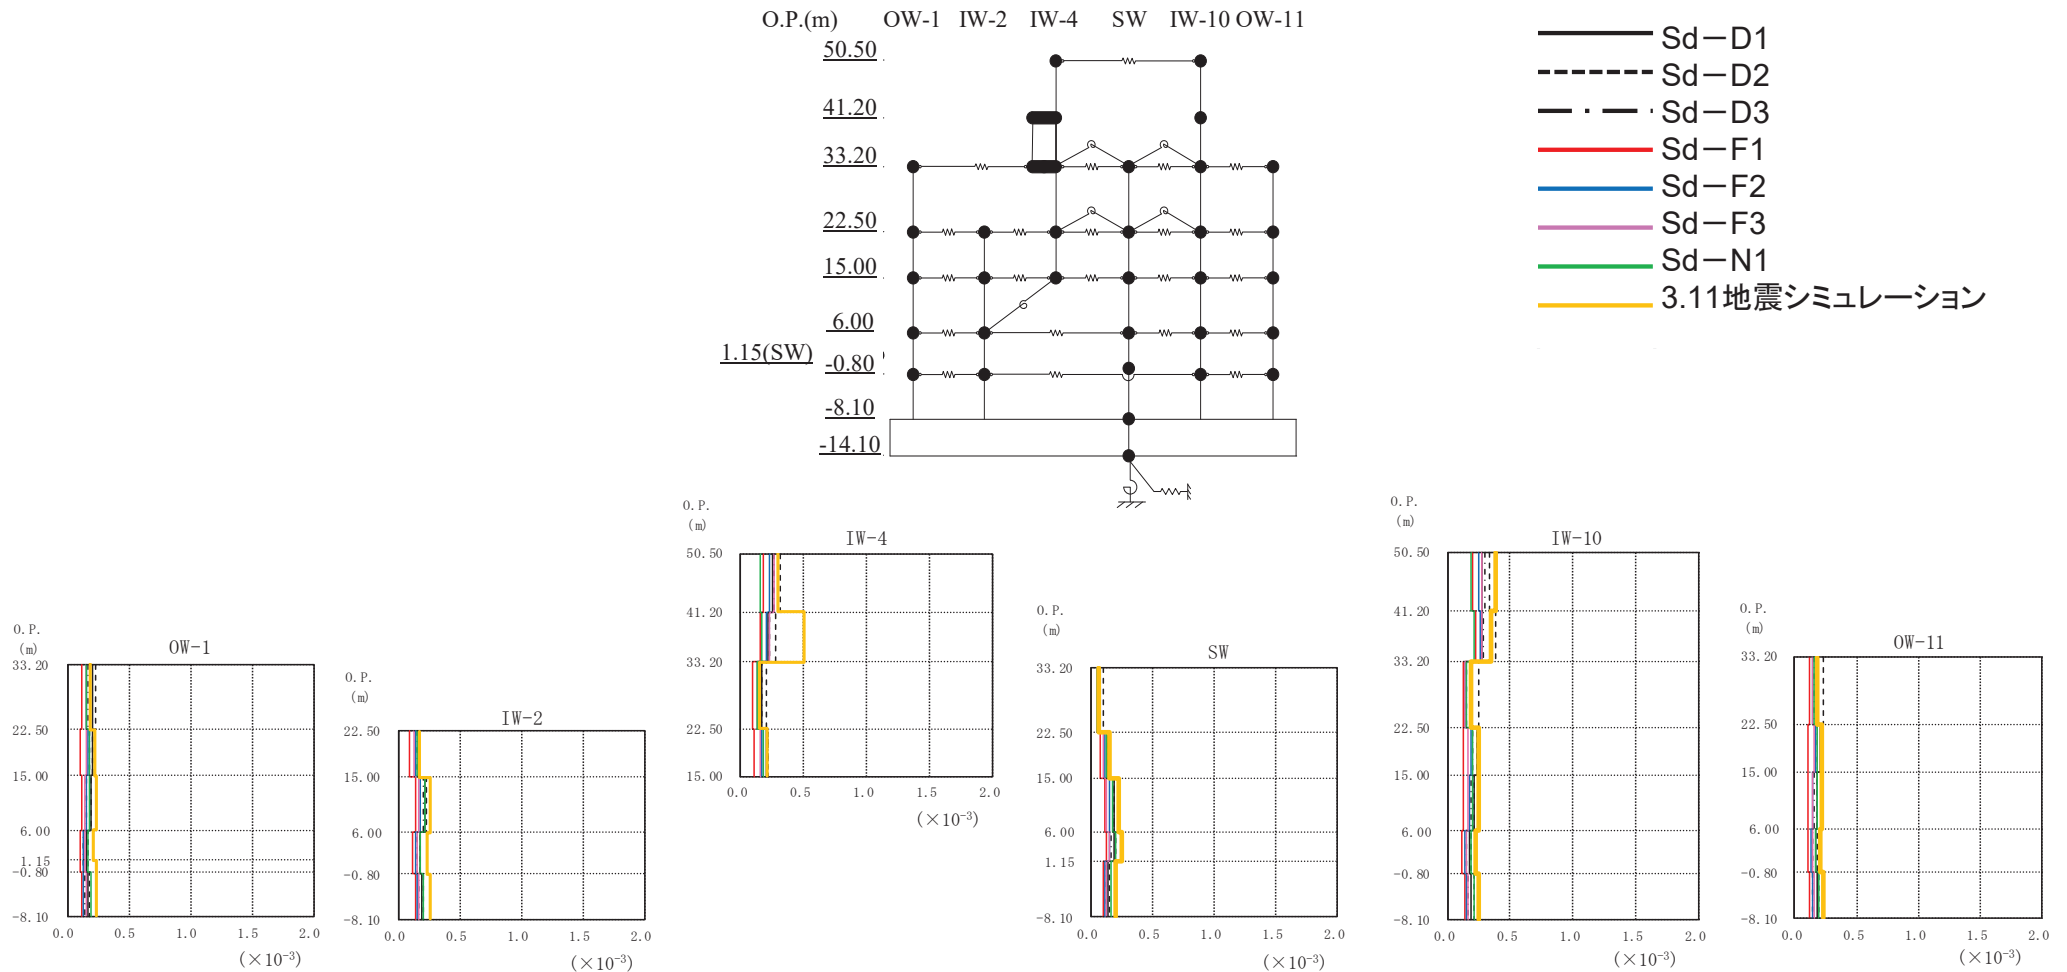 O.P.(m) OW-1 IW-2 IW-4 SW IW-10 OW-11
50.50
41.20
33.20
22.50
15.00
6.00
1.15(SW)
-0.80
-8.10
-14.10
Sd－D1
Sd－D2
Sd－D3
Sd－F1
Sd－F2
Sd－F3
Sd－N1
3.11地震シミュレーション
O.P.
(m)
OW-1
33.20
22.50
15.00
6.00
1.15
-0.80
-8.10
0.0 0.5 1.0 1.5 2.0
(×10⁻³)
O.P.
(m)
IW-2
22.50
15.00
6.00
-0.80
-8.10
0.0 0.5 1.0 1.5 2.0
(×10⁻³)
O.P.
(m)
IW-4
50.50
41.20
33.20
22.50
15.00
0.0 0.5 1.0 1.5 2.0
(×10⁻³)
O.P.
(m)
SW
33.20
22.50
15.00
6.00
1.15
-8.10
0.0 0.5 1.0 1.5 2.0
(×10⁻³)
O.P.
(m)
IW-10
50.50
41.20
33.20
22.50
15.00
6.00
-0.80
-8.10
0.0 0.5 1.0 1.5 2.0
(×10⁻³)
O.P.
(m)
OW-11
33.20
22.50
15.00
6.00
-0.80
-8.10
0.0 0.5 1.0 1.5 2.0
(×10⁻³)